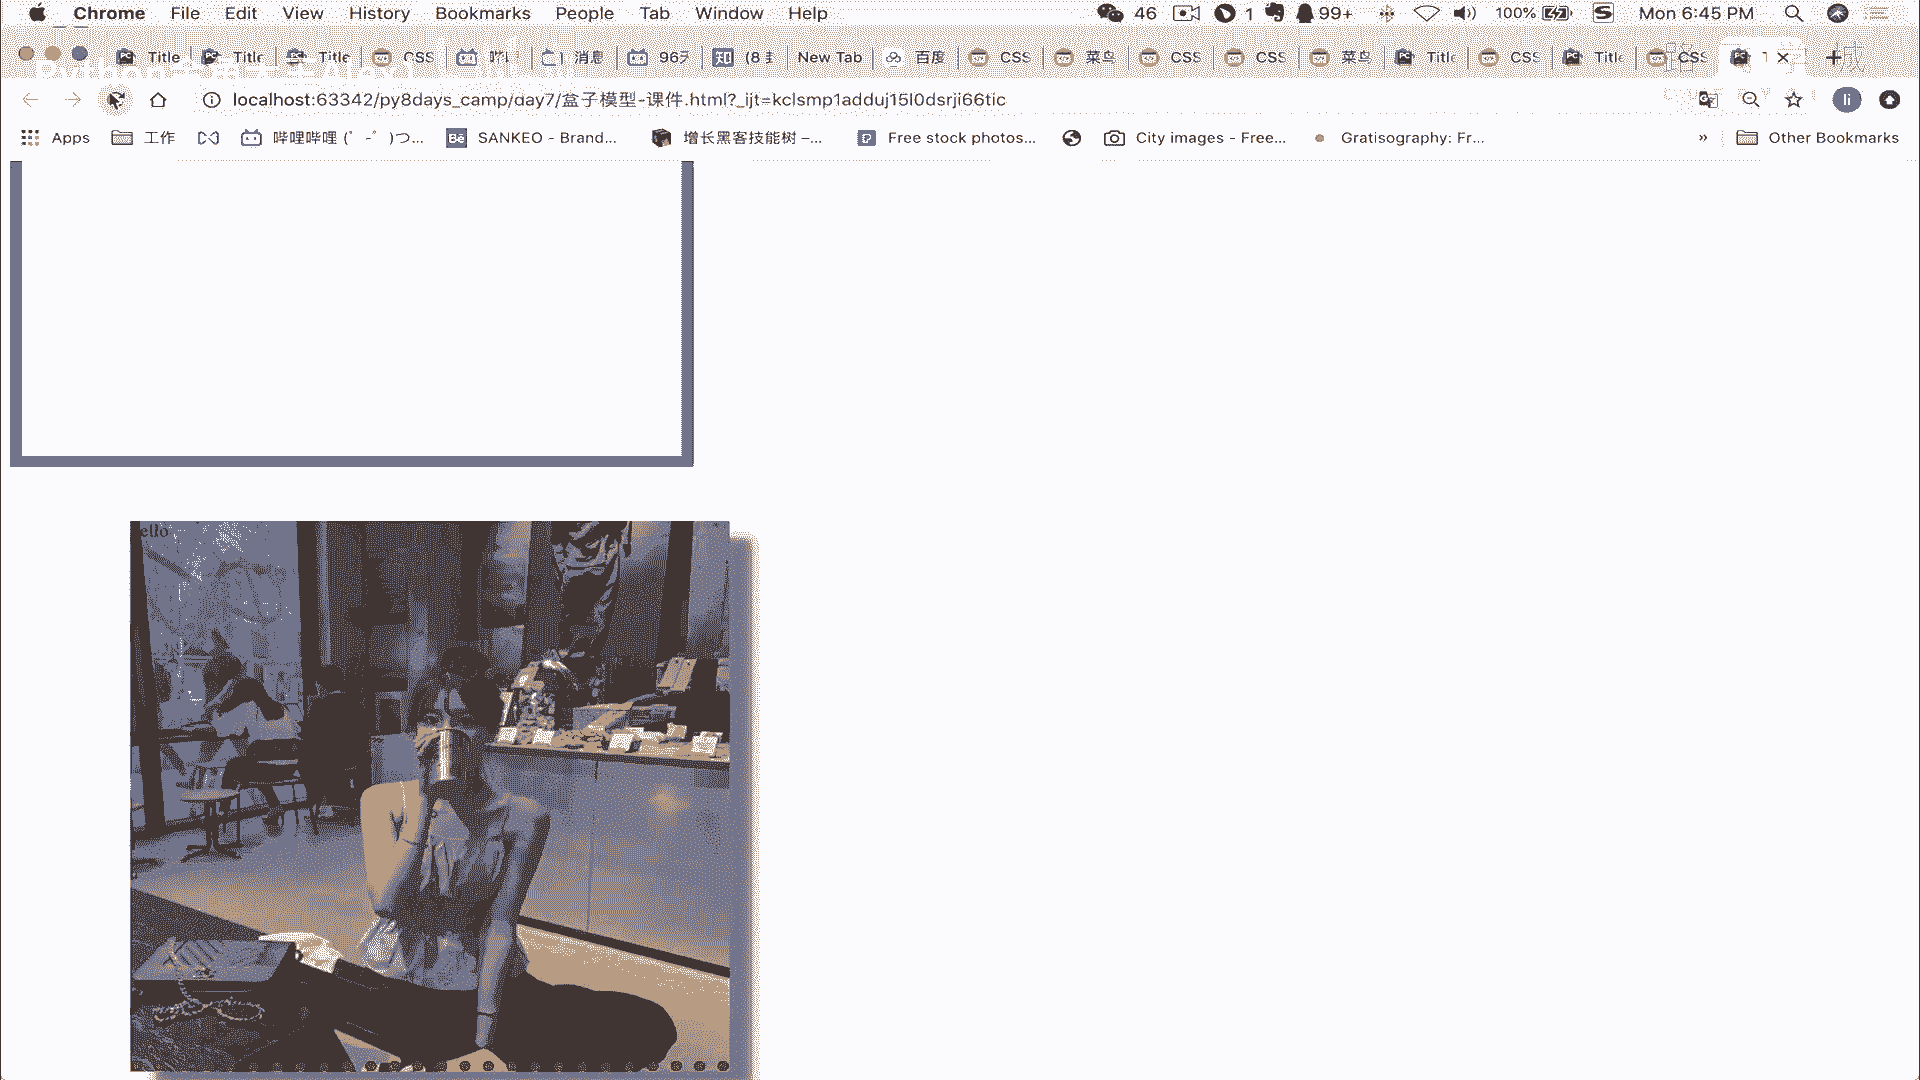 Chrome File Edit View History Bookmarks People Tab Window Help 46 1 99+ 100% Mon 6:45 PM
Title Title Title CSS 消息 New Tab 百度 CSS 菜鸟 CSS CSS 菜鸟 Title CSS Title CSS
localhost:63342/py8days_camp/day7/盒子模型-课件.html?_ijt=kclsmp1adduj15l0dsrji66tic li
Apps 工作 哔哩哔哩 (゜-゜)つ... Bē SANKEO - Brand... 增长黑客技能树 –... Free stock photos... City images - Free... Gratisography: Fr... » Other Bookmarks
ello